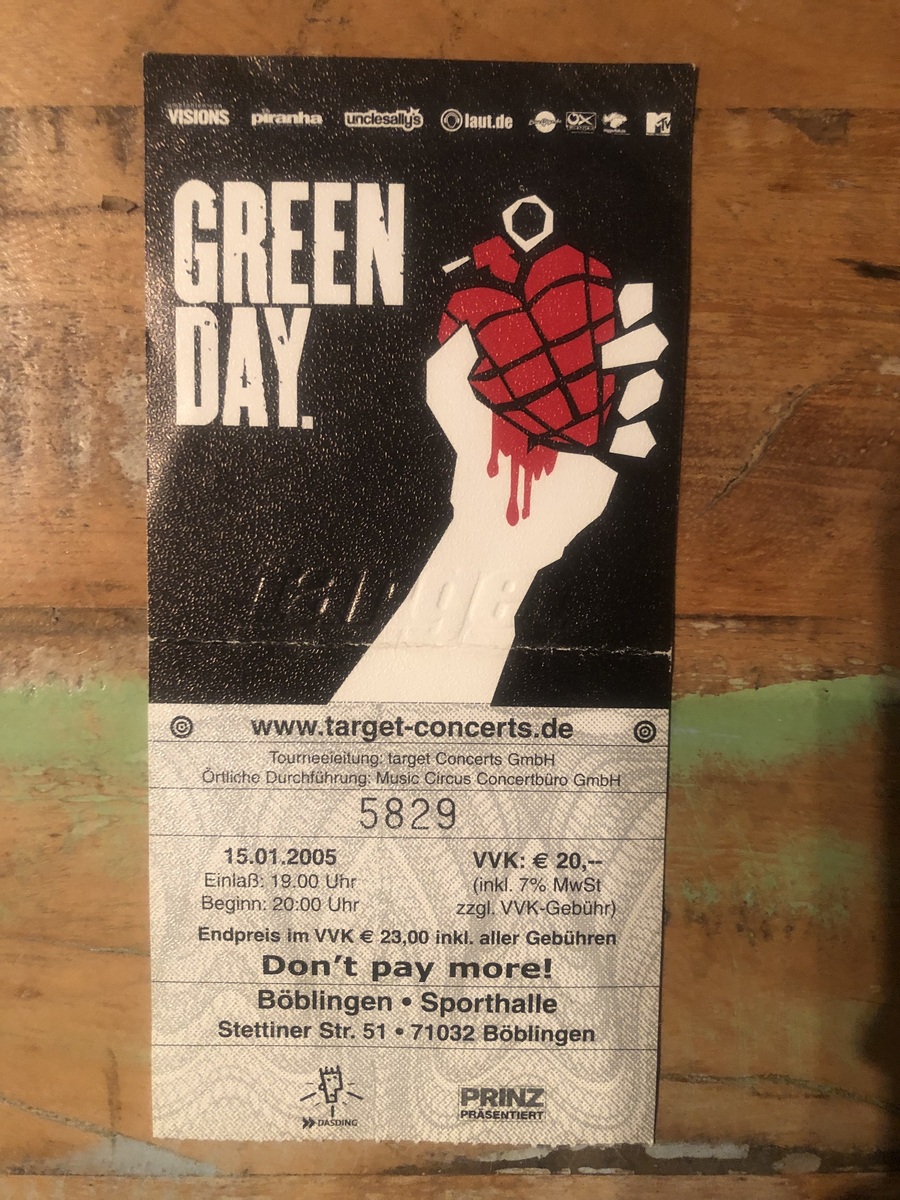 VISIONS piranha unclesally's laut.de OX MTV
GREEN
DAY.
www.target-concerts.de
Tourneeleitung: target Concerts GmbH
Örtliche Durchführung: Music Circus Concertbüro GmbH
5829
15.01.2005 VVK: € 20,--
Einlaß: 19.00 Uhr (inkl. 7% MwSt
Beginn: 20:00 Uhr zzgl. VVK-Gebühr)
Endpreis im VVK € 23,00 inkl. aller Gebühren
Don't pay more!
Böblingen • Sporthalle
Stettiner Str. 51 • 71032 Böblingen
DASDING PRINZ
PRÄSENTIERT